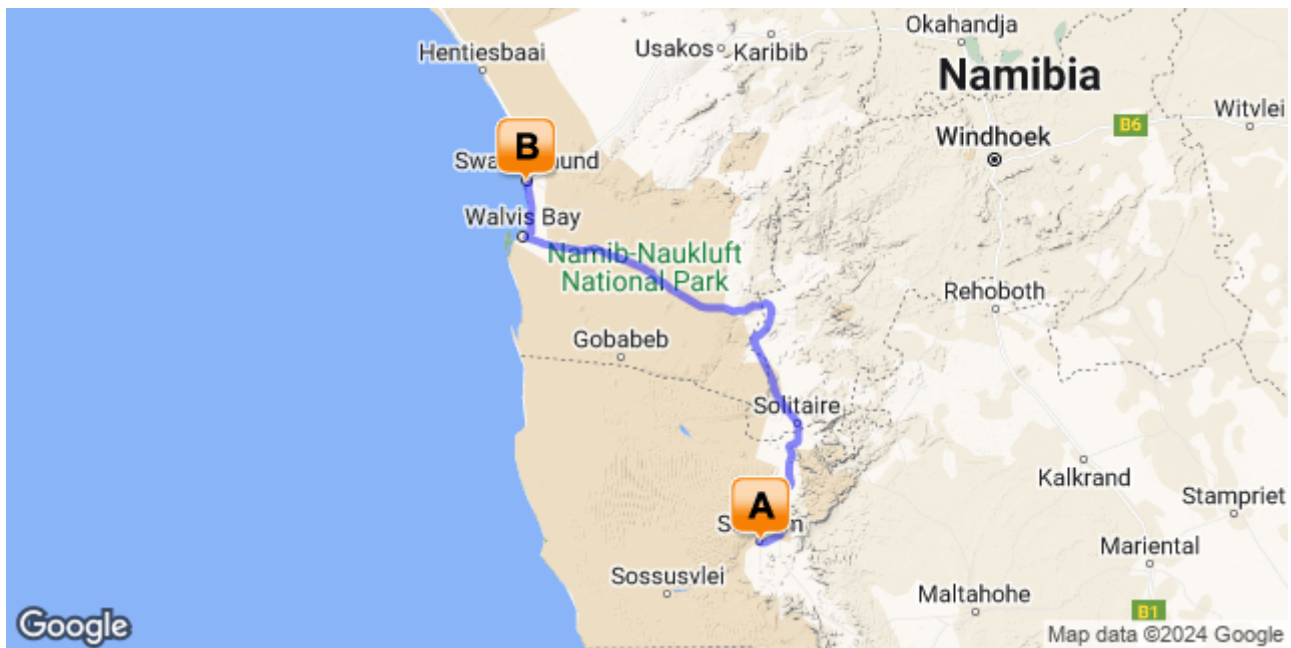 Okahandja
Hentiesbaai
Usakos
Karibib
Namibia
Witvlei
B6
Windhoek
B
Walvis Bay
Namib-Naukluft
National Park
Rehoboth
Gobabeb
Solitaire
Kalkrand
A
Stampriet
Mariental
Sossusvlei
Maltahohe
B1
Google
Map data ©2024 Google